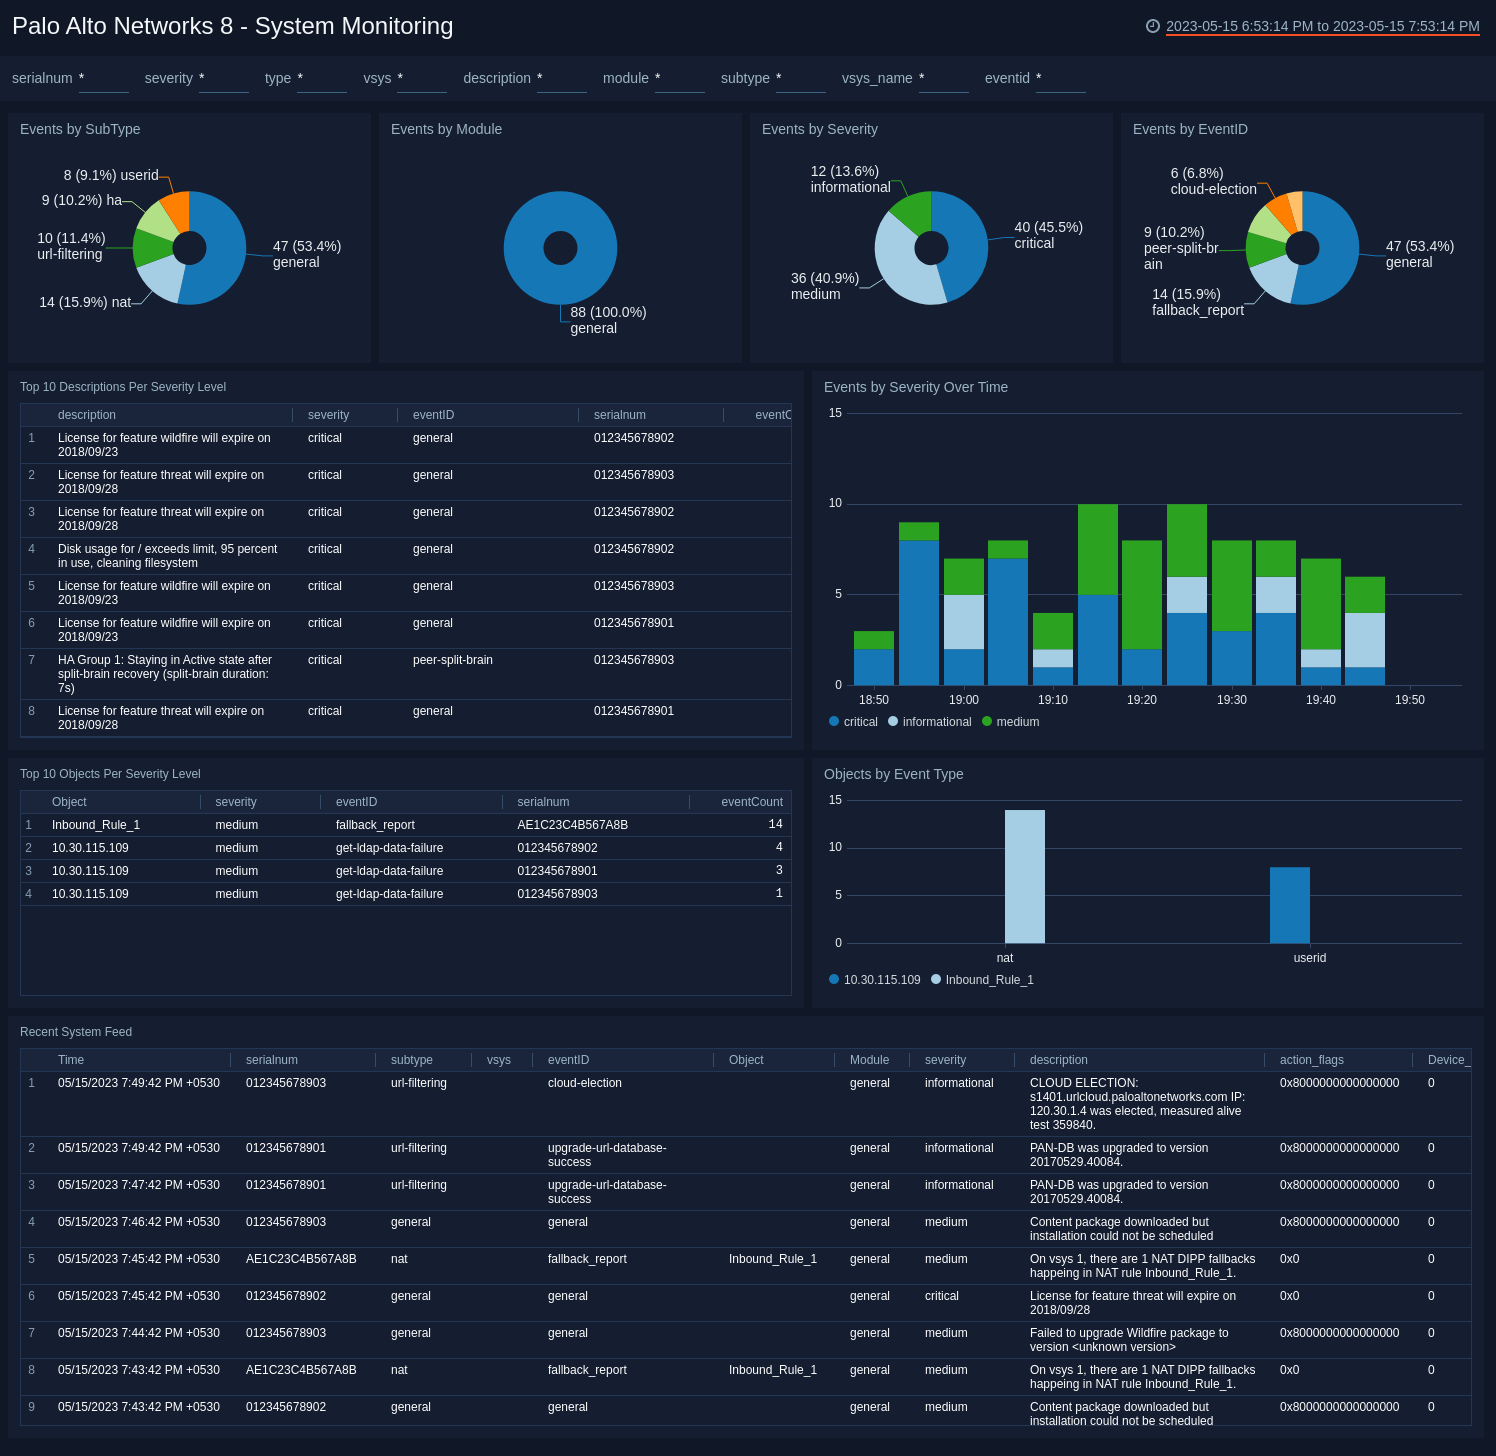 Palo Alto Networks 8 - System Monitoring
2023-05-15 6:53:14 PM to 2023-05-15 7:53:14 PM
serialnum * severity * type * vsys * description * module * subtype * vsys_name * eventid *
Events by SubType
8 (9.1%) userid
9 (10.2%) ha
10 (11.4%)
url-filtering
47 (53.4%)
general
14 (15.9%) nat
Events by Module
88 (100.0%)
general
Events by Severity
12 (13.6%)
informational
40 (45.5%)
critical
36 (40.9%)
medium
Events by EventID
6 (6.8%)
cloud-election
9 (10.2%)
peer-split-br
ain
47 (53.4%)
general
14 (15.9%)
fallback_report
Top 10 Descriptions Per Severity Level
description severity eventID serialnum eventC
1 License for feature wildfire will expire on critical general 012345678902
2018/09/23
2 License for feature threat will expire on critical general 012345678903
2018/09/28
3 License for feature threat will expire on critical general 012345678902
2018/09/28
4 Disk usage for / exceeds limit, 95 percent critical general 012345678902
in use, cleaning filesystem
5 License for feature wildfire will expire on critical general 012345678903
2018/09/23
6 License for feature wildfire will expire on critical general 012345678901
2018/09/23
7 HA Group 1: Staying in Active state after critical peer-split-brain 012345678903
split-brain recovery (split-brain duration:
7s)
8 License for feature threat will expire on critical general 012345678901
2018/09/28
Events by Severity Over Time
15
10
5
0
18:50 19:00 19:10 19:20 19:30 19:40 19:50
critical informational medium
Top 10 Objects Per Severity Level
Object severity eventID serialnum eventCount
1 Inbound_Rule_1 medium fallback_report AE1C23C4B567A8B 14
2 10.30.115.109 medium get-ldap-data-failure 012345678902 4
3 10.30.115.109 medium get-ldap-data-failure 012345678901 3
4 10.30.115.109 medium get-ldap-data-failure 012345678903 1
Objects by Event Type
15
10
5
0
nat userid
10.30.115.109 Inbound_Rule_1
Recent System Feed
Time serialnum subtype vsys eventID Object Module severity description action_flags Device_
1 05/15/2023 7:49:42 PM +0530 012345678903 url-filtering cloud-election general informational CLOUD ELECTION: 0x8000000000000000 0
s1401.urlcloud.paloaltonetworks.com IP:
120.30.1.4 was elected, measured alive
test 359840.
2 05/15/2023 7:49:42 PM +0530 012345678901 url-filtering upgrade-url-database- general informational PAN-DB was upgraded to version 0x8000000000000000 0
success 20170529.40084.
3 05/15/2023 7:47:42 PM +0530 012345678901 url-filtering upgrade-url-database- general informational PAN-DB was upgraded to version 0x8000000000000000 0
success 20170529.40084.
4 05/15/2023 7:46:42 PM +0530 012345678903 general general general medium Content package downloaded but 0x8000000000000000 0
installation could not be scheduled
5 05/15/2023 7:45:42 PM +0530 AE1C23C4B567A8B nat fallback_report Inbound_Rule_1 general medium On vsys 1, there are 1 NAT DIPP fallbacks 0x0 0
happeing in NAT rule Inbound_Rule_1.
6 05/15/2023 7:45:42 PM +0530 012345678902 general general general critical License for feature threat will expire on 0x0 0
2018/09/28
7 05/15/2023 7:44:42 PM +0530 012345678903 general general general medium Failed to upgrade Wildfire package to 0x8000000000000000 0
version <unknown version>
8 05/15/2023 7:43:42 PM +0530 AE1C23C4B567A8B nat fallback_report Inbound_Rule_1 general medium On vsys 1, there are 1 NAT DIPP fallbacks 0x0 0
happeing in NAT rule Inbound_Rule_1.
9 05/15/2023 7:43:42 PM +0530 012345678902 general general general medium Content package downloaded but 0x8000000000000000 0
installation could not be scheduled